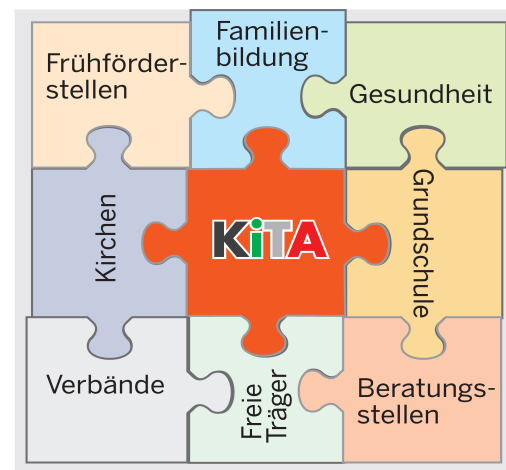 Frühförder-
stellen
Familien-
bildung
Gesundheit
Kirchen
KiTA
Grundschule
Verbände
Freie
Träger
Beratungs-
stellen